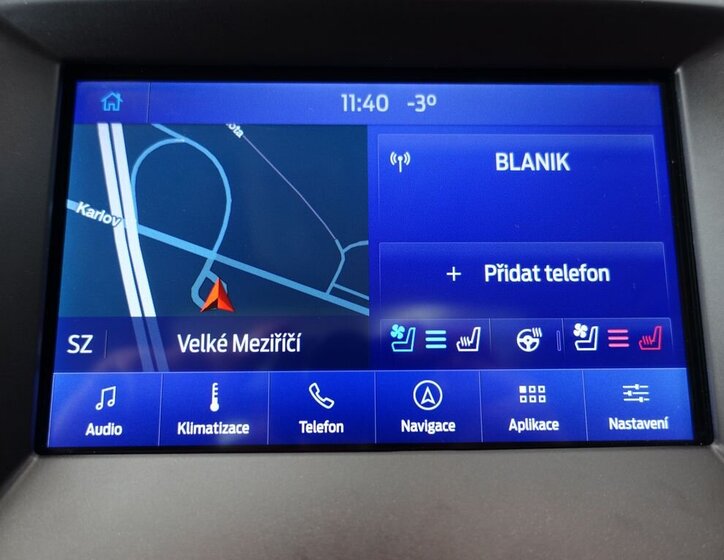 11:40 -3°
Karlov
BLANIK
+ Přidat telefon
SZ Velké Meziříčí
Audio
Klimatizace
Telefon
Navigace
Aplikace
Nastavení